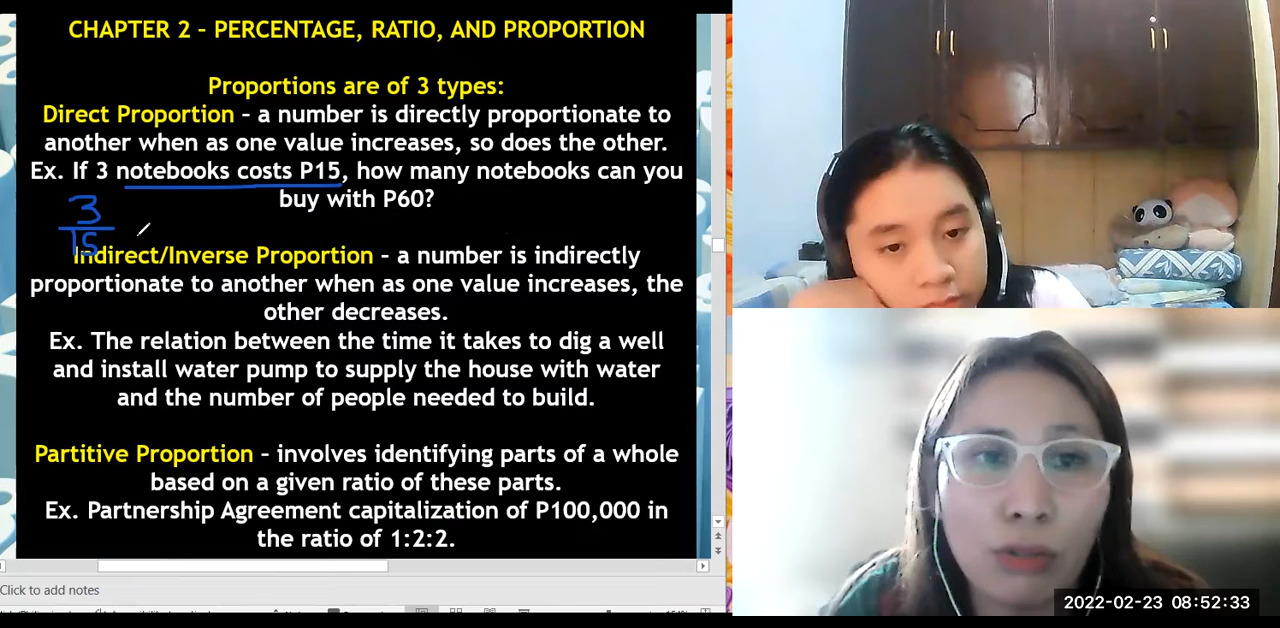 CHAPTER 2 – PERCENTAGE, RATIO, AND PROPORTION
Proportions are of 3 types:
Direct Proportion – a number is directly proportionate to
another when as one value increases, so does the other.
Ex. If 3 notebooks costs P15, how many notebooks can you
buy with P60?
3
15
Indirect/Inverse Proportion – a number is indirectly
proportionate to another when as one value increases, the
other decreases.
Ex. The relation between the time it takes to dig a well
and install water pump to supply the house with water
and the number of people needed to build.
Partitive Proportion – involves identifying parts of a whole
based on a given ratio of these parts.
Ex. Partnership Agreement capitalization of P100,000 in
the ratio of 1:2:2.
Click to add notes
2022-02-23 08:52:33